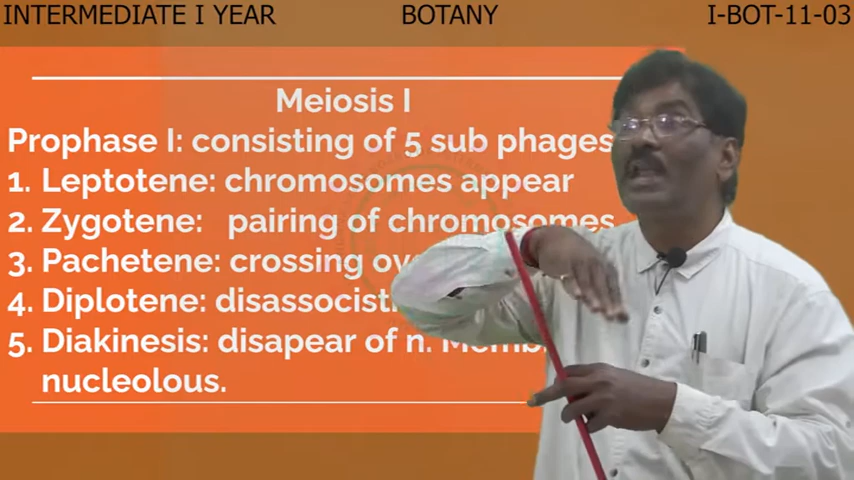 INTERMEDIATE I YEAR BOTANY I-BOT-11-03
Meiosis I
Prophase I: consisting of 5 sub phages
1. Leptotene: chromosomes appear
2. Zygotene: pairing of chromosomes
3. Pachetene: crossing
4. Diplotene:
5. Diakinesis: disapear of n.
nucleolous.